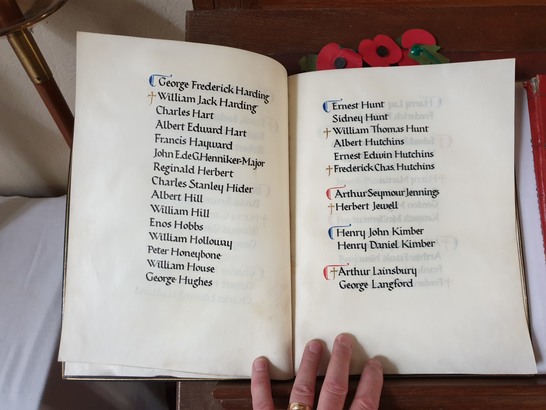 George Frederick Harding
† William Jack Harding
Charles Hart
Albert Edward Hart
Francis Hayward
John E.de.G.Henniker-Major
Reginald Herbert
Charles Stanley Hider
Albert Hill
William Hill
Enos Hobbs
William Holloway
Peter Honeybone
William House
George Hughes
Ernest Hunt
Sidney Hunt
† William Thomas Hunt
Albert Hutchins
Ernest Edwin Hutchins
† Frederick Chas. Hutchins
Arthur Seymour Jennings
† Herbert Jewell
Henry John Kimber
Henry Daniel Kimber
† Arthur Lainsbury
George Langford